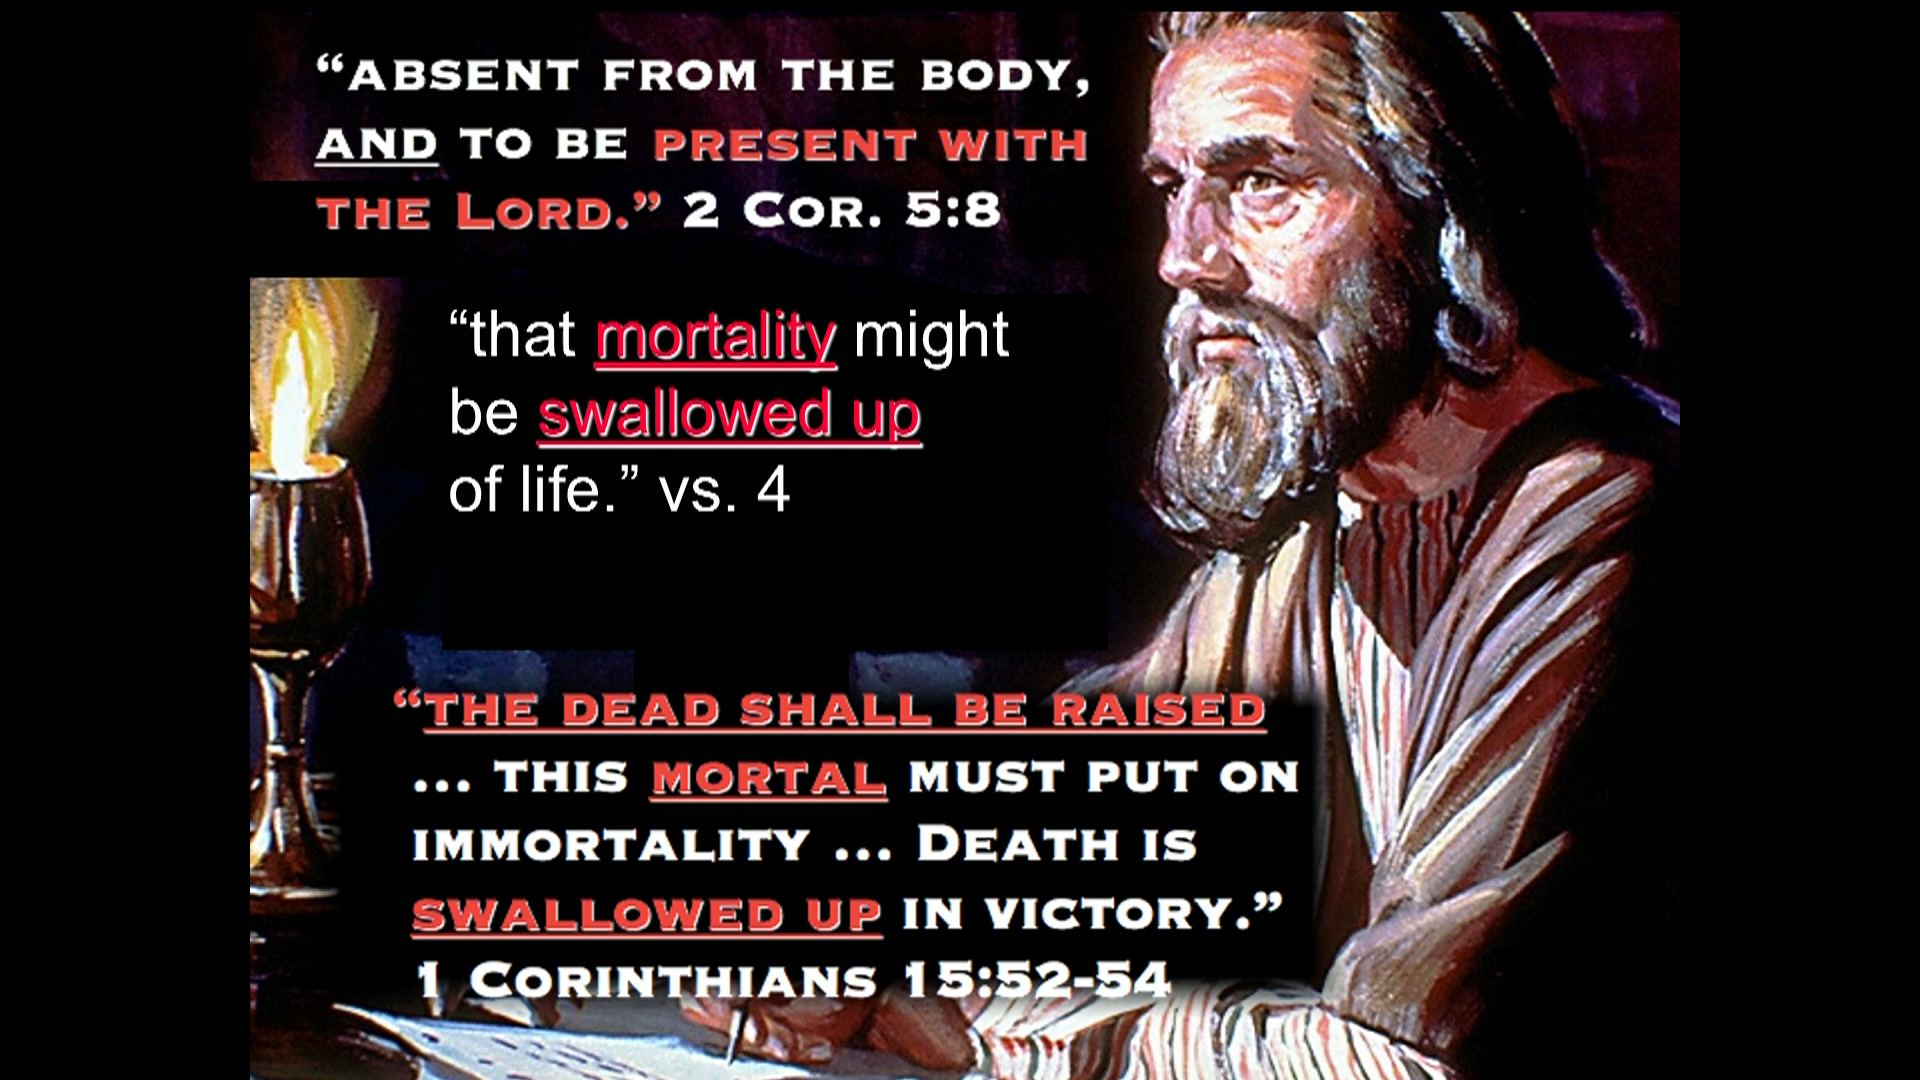 “ABSENT FROM THE BODY,
AND TO BE PRESENT WITH
THE LORD.” 2 COR. 5:8
“that mortality might
be swallowed up
of life.” vs. 4
“THE DEAD SHALL BE RAISED
... THIS MORTAL MUST PUT ON
IMMORTALITY ... DEATH IS
SWALLOWED UP IN VICTORY.”
1 CORINTHIANS 15:52-54